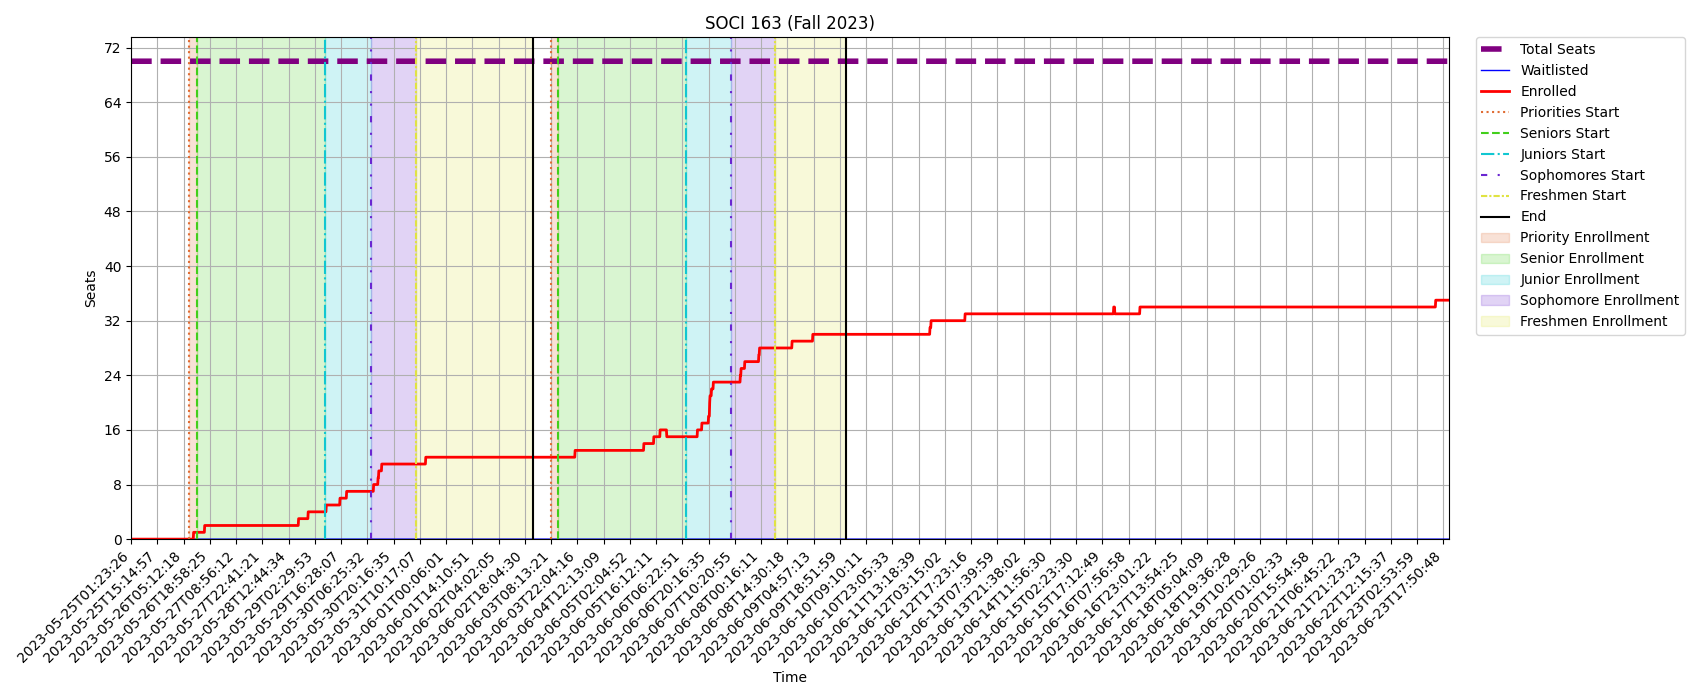 SOCI 163 (Fall 2023)
Seats
72
64
56
48
40
32
24
16
8
0
2023-05-25T01:23:26
2023-05-25T15:14:57
2023-05-26T05:12:18
2023-05-26T18:58:25
2023-05-27T08:56:12
2023-05-27T22:41:21
2023-05-28T12:44:34
2023-05-29T02:29:53
2023-05-29T16:28:07
2023-05-30T06:25:32
2023-05-30T20:16:35
2023-05-31T10:17:07
2023-06-01T00:06:01
2023-06-01T14:10:51
2023-06-02T04:02:05
2023-06-02T18:04:30
2023-06-03T08:13:21
2023-06-03T22:04:16
2023-06-04T12:13:09
2023-06-05T02:04:52
2023-06-05T16:12:11
2023-06-06T06:22:51
2023-06-06T20:16:35
2023-06-07T10:20:55
2023-06-08T00:16:11
2023-06-08T14:30:18
2023-06-09T04:57:13
2023-06-09T18:51:59
2023-06-10T09:10:11
2023-06-10T23:05:33
2023-06-11T13:18:39
2023-06-12T03:15:02
2023-06-12T17:23:16
2023-06-13T07:39:59
2023-06-13T21:38:02
2023-06-14T11:56:30
2023-06-15T02:23:30
2023-06-15T17:12:49
2023-06-16T07:56:58
2023-06-16T23:01:22
2023-06-17T13:54:25
2023-06-18T05:04:09
2023-06-18T19:36:28
2023-06-19T10:29:26
2023-06-20T01:02:33
2023-06-20T15:54:58
2023-06-21T06:45:22
2023-06-21T21:23:23
2023-06-22T12:15:37
2023-06-23T02:53:59
2023-06-23T17:50:48
Time
Total Seats
Waitlisted
Enrolled
Priorities Start
Seniors Start
Juniors Start
Sophomores Start
Freshmen Start
End
Priority Enrollment
Senior Enrollment
Junior Enrollment
Sophomore Enrollment
Freshmen Enrollment